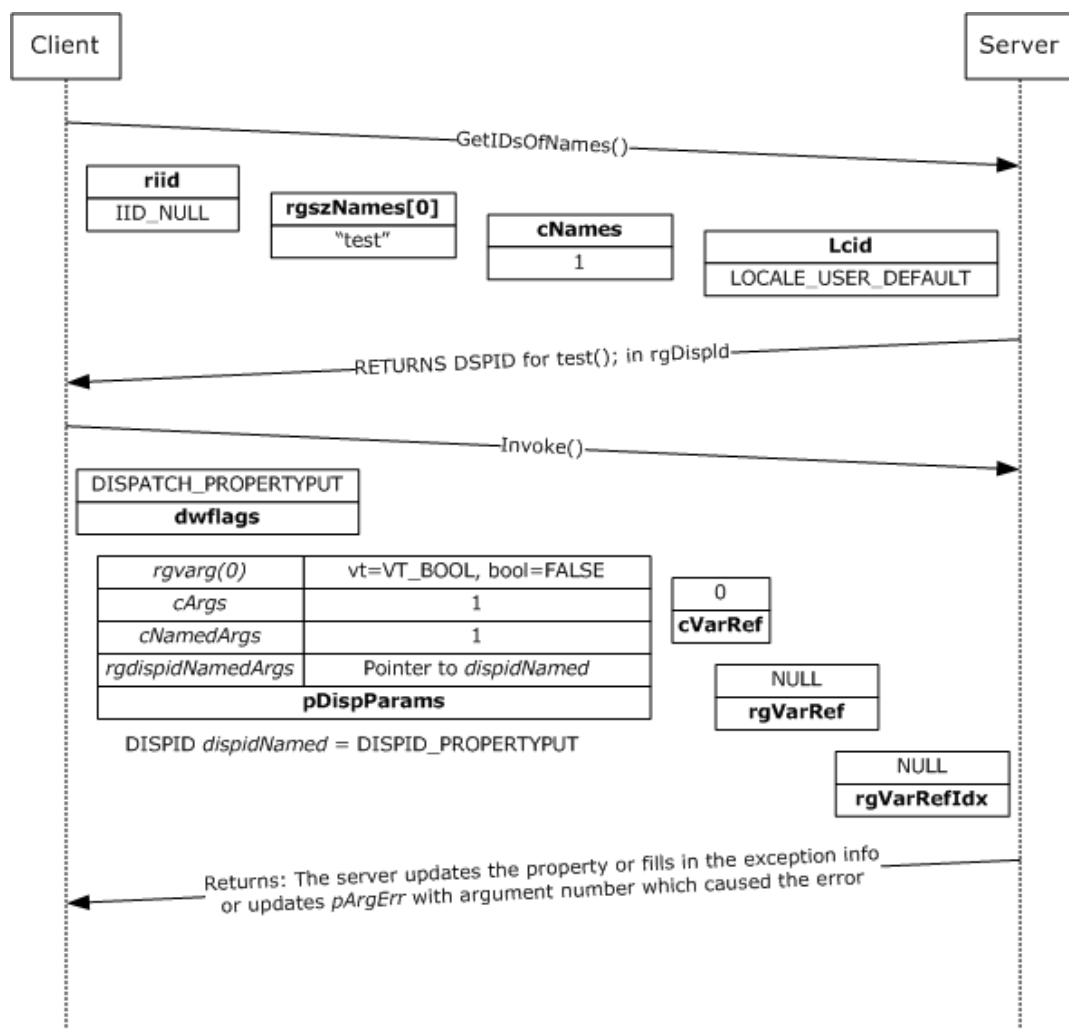 Client
Server
GetIDsOfNames()
riid
IID_NULL
rgszNames[0]
“test”
cNames
1
Lcid
LOCALE_USER_DEFAULT
RETURNS DSPID for test(); in rgDispId
Invoke()
DISPATCH_PROPERTYPUT
dwflags
rgvarg(0) vt=VT_BOOL, bool=FALSE
cArgs 1
cNamedArgs 1
rgdispidNamedArgs Pointer to dispidNamed
pDispParams
0
cVarRef
NULL
rgVarRef
DISPID dispidNamed = DISPID_PROPERTYPUT
NULL
rgVarRefIdx
Returns: The server updates the property or fills in the exception info
or updates pArgErr with argument number which caused the error